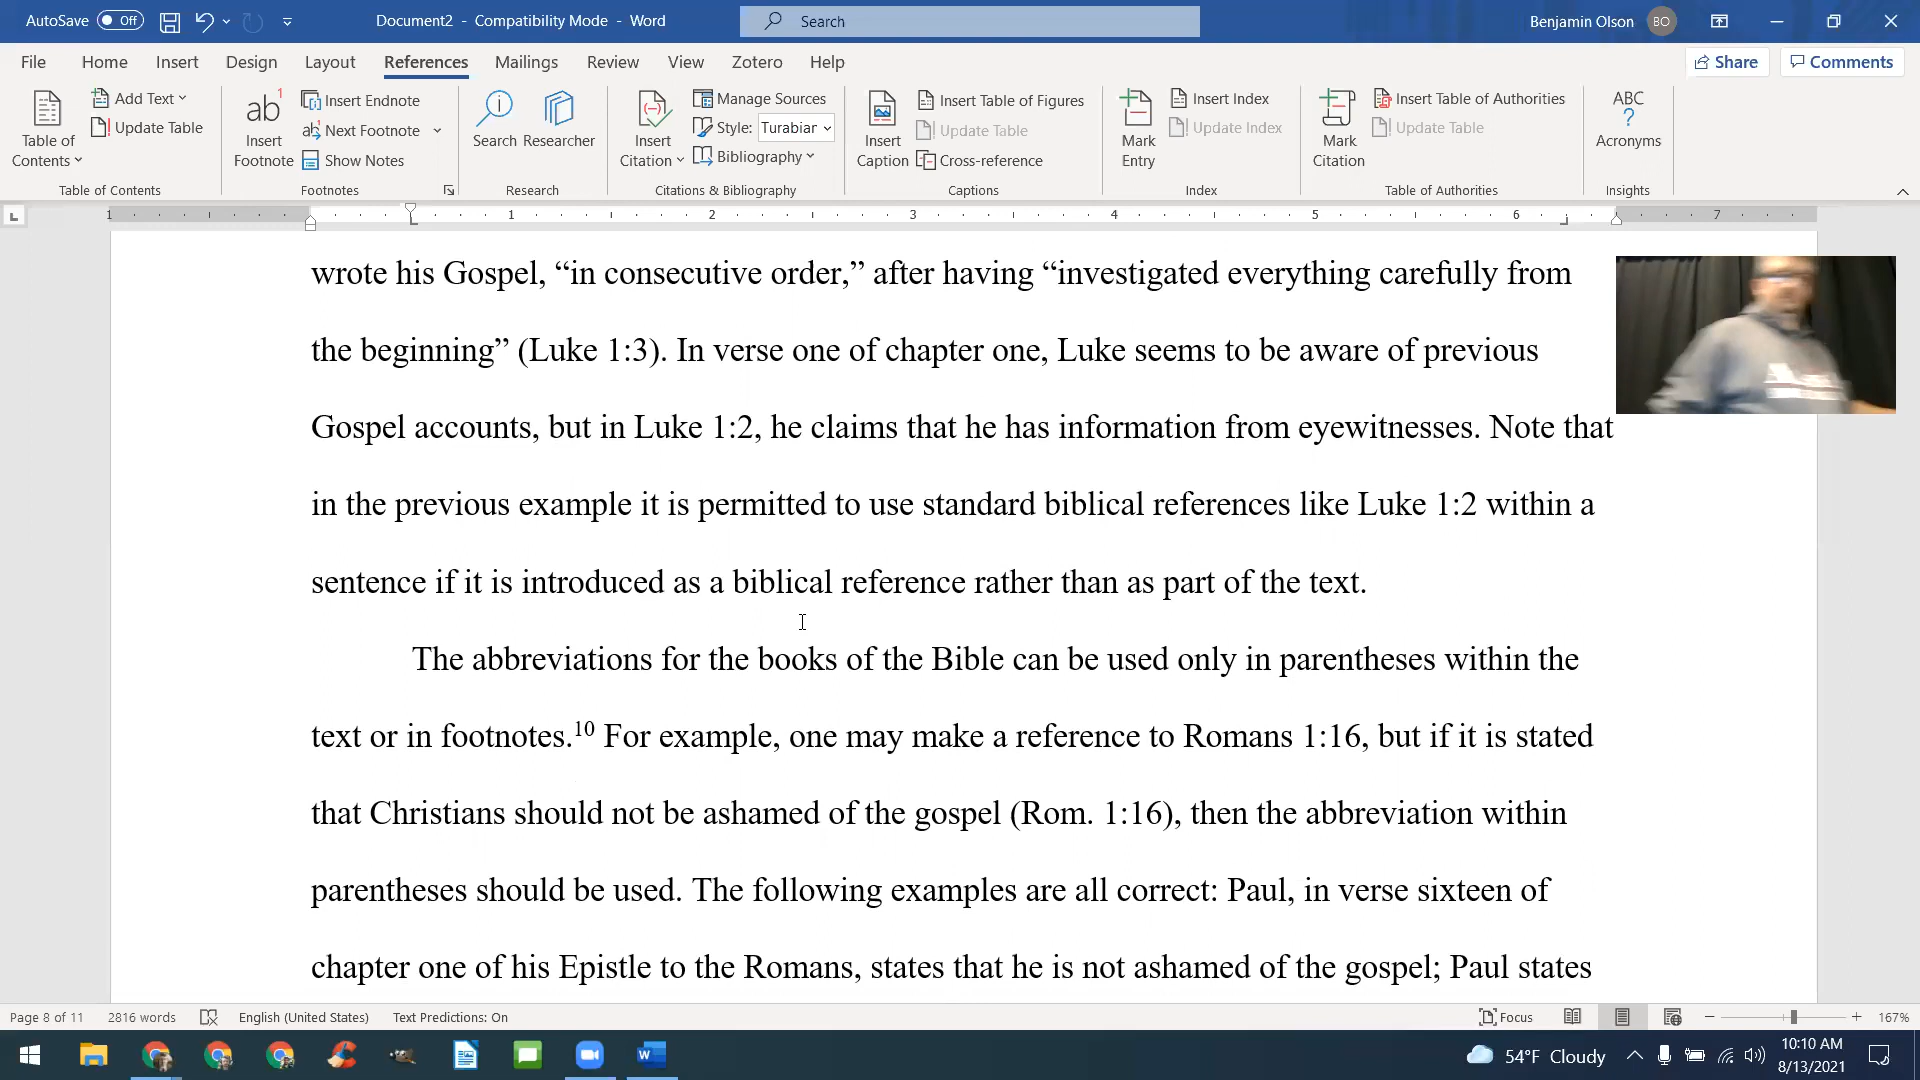 AutoSave Off Document2 - Compatibility Mode - Word Search Benjamin Olson BO
File Home Insert Design Layout References Mailings Review View Zotero Help Share Comments
Table of Contents
Add Text
Update Table
Table of Contents
ab1
Insert Footnote
Insert Endnote
ab Next Footnote
Show Notes
Footnotes
Search Researcher
Research
Insert Citation
Manage Sources
Style: Turabian
Bibliography
Citations & Bibliography
Insert Caption
Insert Table of Figures
Update Table
Cross-reference
Captions
Mark Entry
Insert Index
Update Index
Index
Mark Citation
Insert Table of Authorities
Update Table
Table of Authorities
ABC
?
Acronyms
Insights
1 1 2 3 4 5 6 7
wrote his Gospel, “in consecutive order,” after having “investigated everything carefully from
the beginning” (Luke 1:3). In verse one of chapter one, Luke seems to be aware of previous
Gospel accounts, but in Luke 1:2, he claims that he has information from eyewitnesses. Note that
in the previous example it is permitted to use standard biblical references like Luke 1:2 within a
sentence if it is introduced as a biblical reference rather than as part of the text.
The abbreviations for the books of the Bible can be used only in parentheses within the
text or in footnotes.10 For example, one may make a reference to Romans 1:16, but if it is stated
that Christians should not be ashamed of the gospel (Rom. 1:16), then the abbreviation within
parentheses should be used. The following examples are all correct: Paul, in verse sixteen of
chapter one of his Epistle to the Romans, states that he is not ashamed of the gospel; Paul states
Page 8 of 11 2816 words English (United States) Text Predictions: On Focus 167%
54°F Cloudy 10:10 AM
8/13/2021